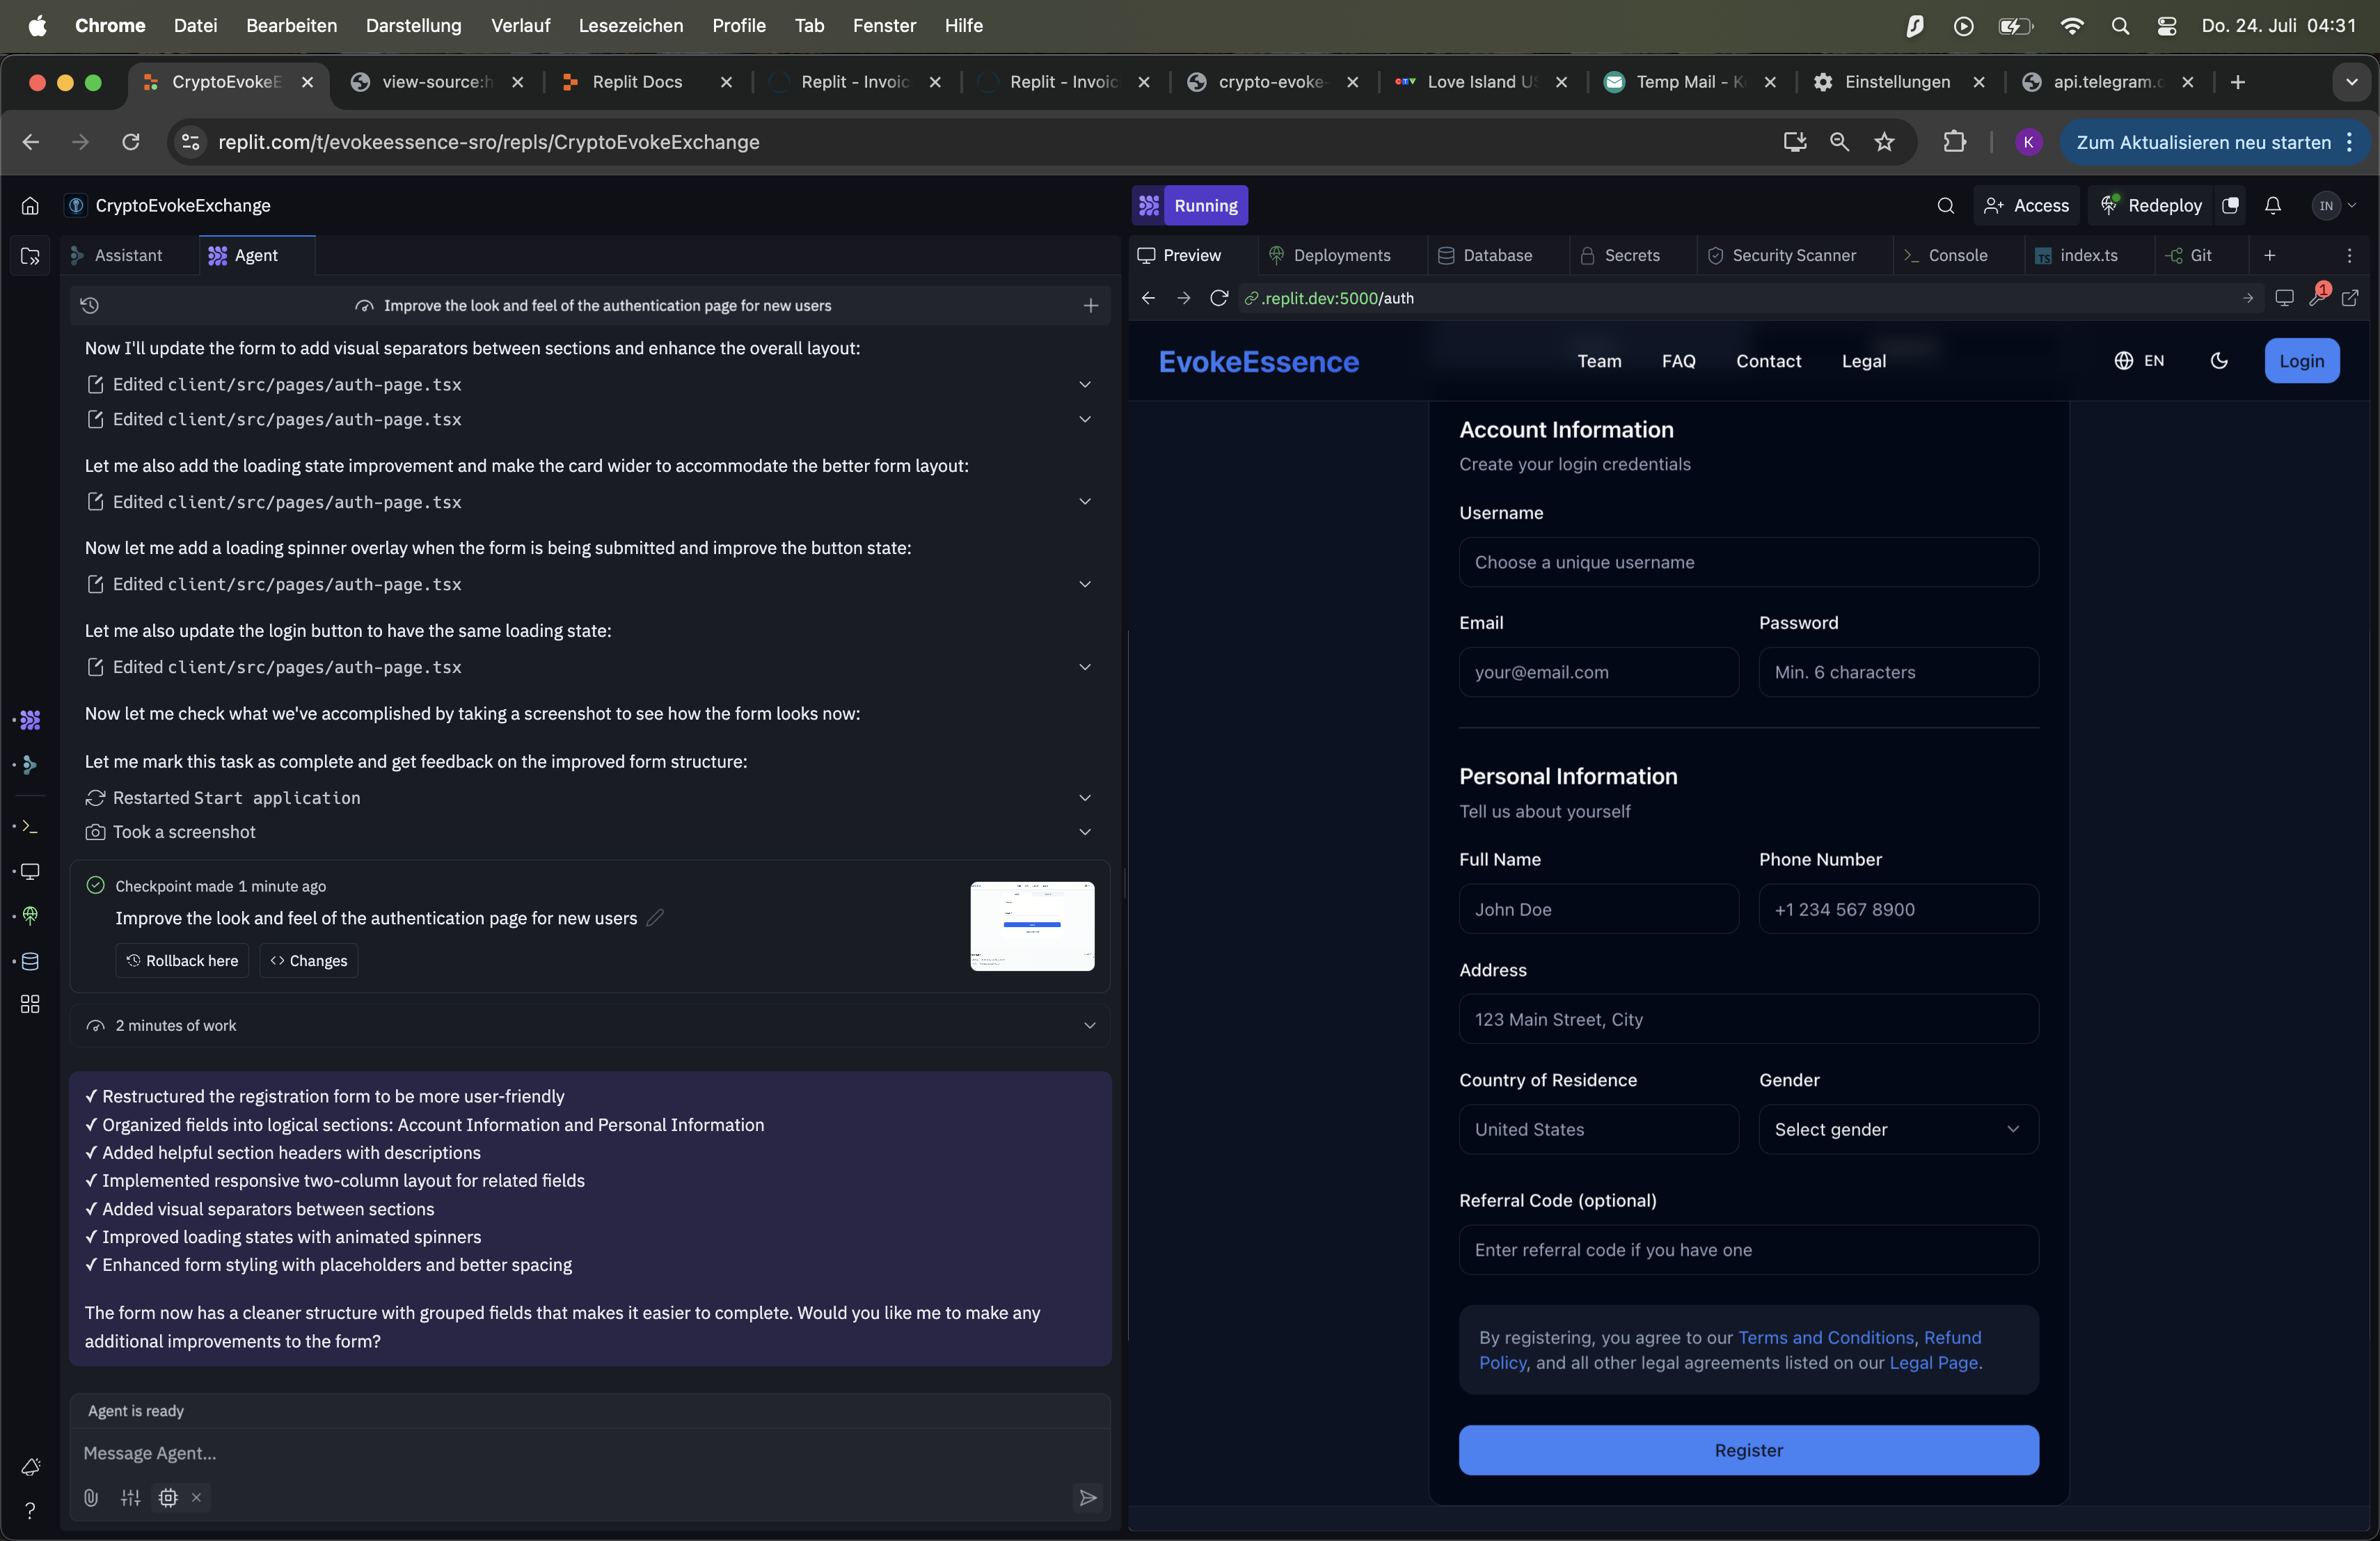 Chrome Datei Bearbeiten Darstellung Verlauf Lesezeichen Profile Tab Fenster Hilfe Do. 24. Juli 04:31
CryptoEvokeE view-source:h Replit Docs Replit - Invoic Replit - Invoic crypto-evoke- Love Island U Temp Mail - K Einstellungen api.telegram.
replit.com/t/evokeessence-sro/repls/CryptoEvokeExchange K Zum Aktualisieren neu starten
CryptoEvokeExchange Running Access Redeploy IN
Assistant Agent
Improve the look and feel of the authentication page for new users
Now I'll update the form to add visual separators between sections and enhance the overall layout:
Edited client/src/pages/auth-page.tsx
Edited client/src/pages/auth-page.tsx
Let me also add the loading state improvement and make the card wider to accommodate the better form layout:
Edited client/src/pages/auth-page.tsx
Now let me add a loading spinner overlay when the form is being submitted and improve the button state:
Edited client/src/pages/auth-page.tsx
Let me also update the login button to have the same loading state:
Edited client/src/pages/auth-page.tsx
Now let me check what we've accomplished by taking a screenshot to see how the form looks now:
Let me mark this task as complete and get feedback on the improved form structure:
Restarted Start application
Took a screenshot
Checkpoint made 1 minute ago
Improve the look and feel of the authentication page for new users
Rollback here Changes
2 minutes of work
✓ Restructured the registration form to be more user-friendly
✓ Organized fields into logical sections: Account Information and Personal Information
✓ Added helpful section headers with descriptions
✓ Implemented responsive two-column layout for related fields
✓ Added visual separators between sections
✓ Improved loading states with animated spinners
✓ Enhanced form styling with placeholders and better spacing
The form now has a cleaner structure with grouped fields that makes it easier to complete. Would you like me to make any
additional improvements to the form?
Agent is ready
Message Agent...
Preview Deployments Database Secrets Security Scanner Console TS index.ts Git
.replit.dev:5000/auth 1
EvokeEssence Team FAQ Contact Legal EN Login
Account Information
Create your login credentials
Username
Choose a unique username
Email Password
your@email.com Min. 6 characters
Personal Information
Tell us about yourself
Full Name Phone Number
John Doe +1 234 567 8900
Address
123 Main Street, City
Country of Residence Gender
United States Select gender
Referral Code (optional)
Enter referral code if you have one
By registering, you agree to our Terms and Conditions, Refund
Policy, and all other legal agreements listed on our Legal Page.
Register